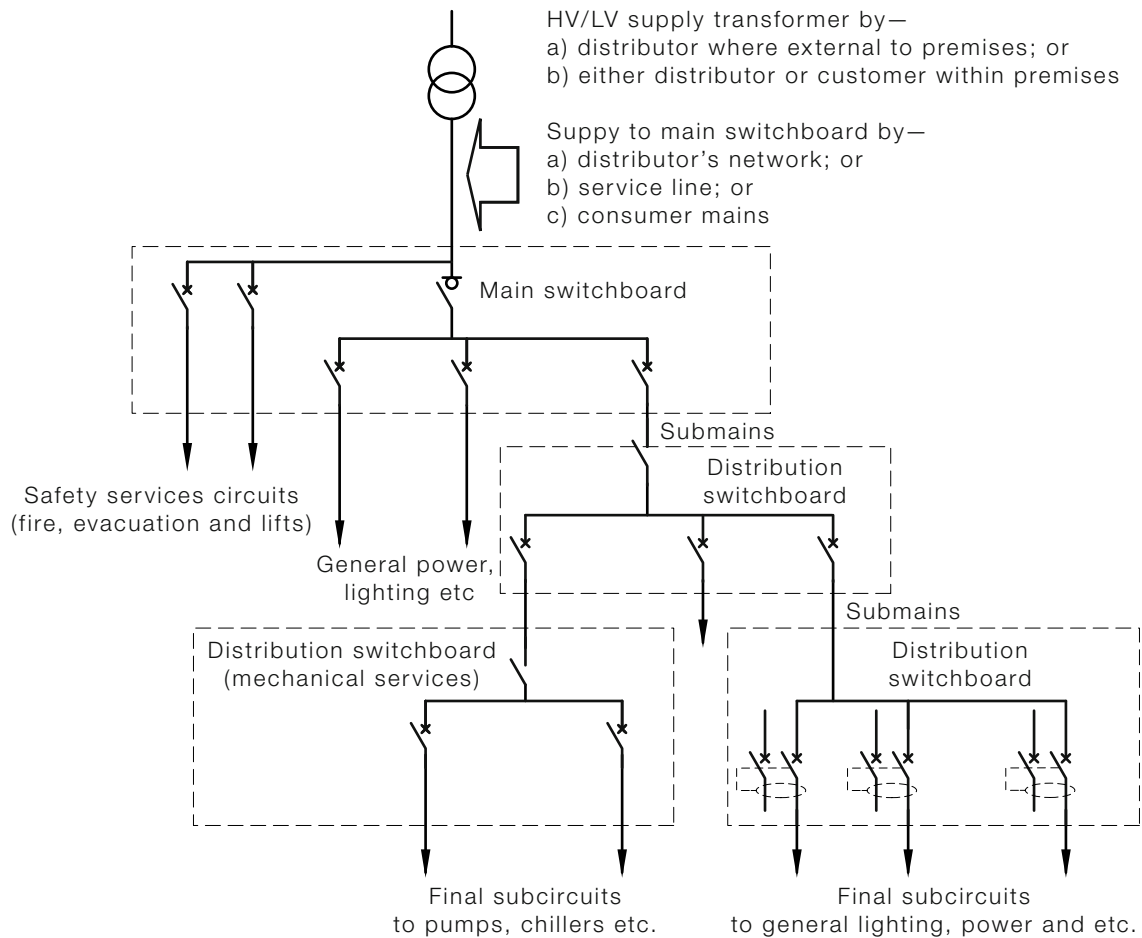 HV/LV supply transformer by—
a) distributor where external to premises; or
b) either distributor or customer within premises
Suppy to main switchboard by—
a) distributor's network; or
b) service line; or
c) consumer mains
Main switchboard
Submains
Distribution
switchboard
Safety services circuits
(fire, evacuation and lifts)
General power,
lighting etc
Submains
Distribution switchboard
(mechanical services)
Distribution
switchboard
Final subcircuits
to pumps, chillers etc.
Final subcircuits
to general lighting, power and etc.